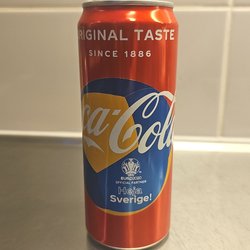 ORIGINAL TASTE
SINCE 1886
Coca-Cola
EURO2020
OFFICIAL PARTNER
Heja
Sverige!